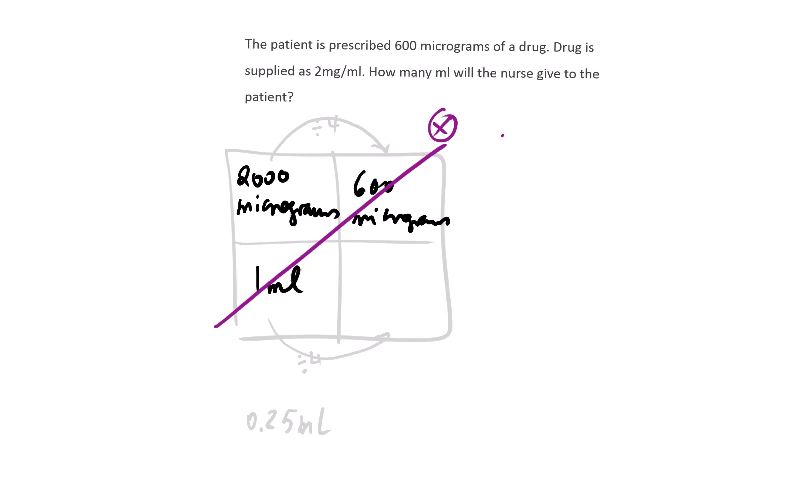 The patient is prescribed 600 micrograms of a drug. Drug is
supplied as 2mg/ml. How many ml will the nurse give to the
patient?
÷4
2000
micrograms
600
micrograms
1ml
÷4
0.25mL